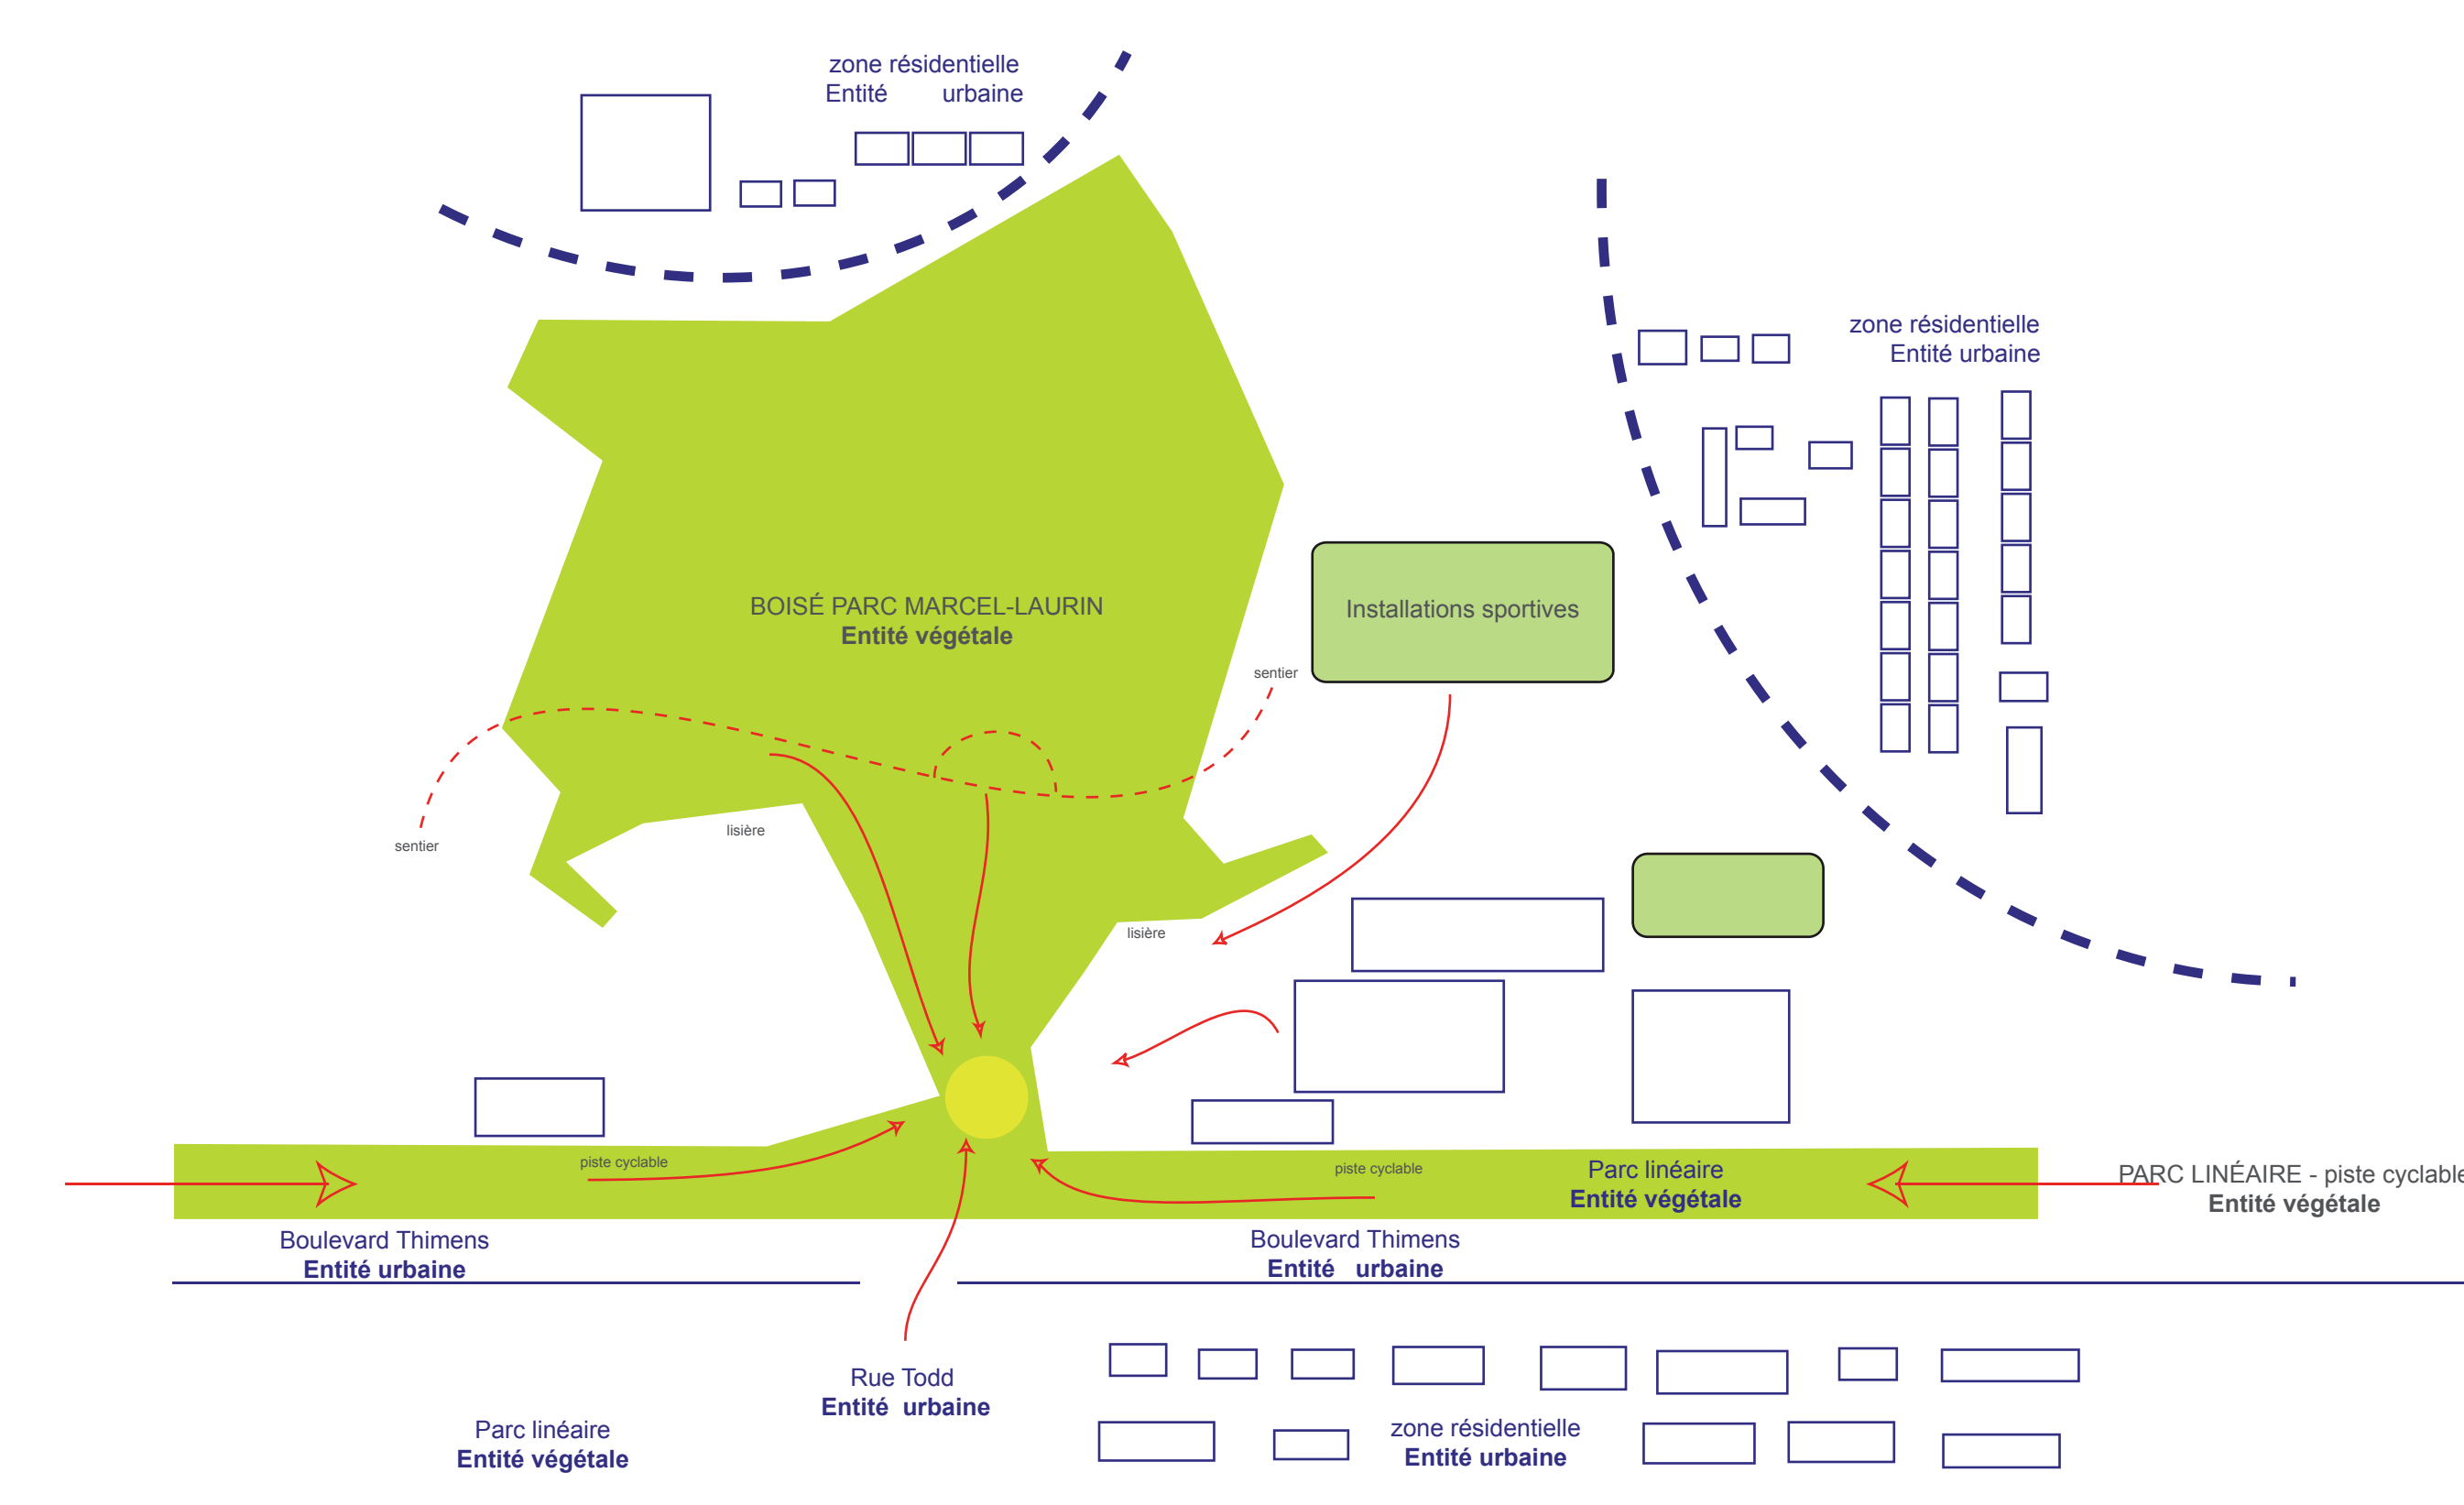 zone résidentielle
Entité urbaine
zone résidentielle
Entité urbaine
BOISÉ PARC MARCEL-LAURIN
Entité végétale
Installations sportives
sentier
lisière
sentier
lisière
piste cyclable
piste cyclable
Parc linéaire
Entité végétale
PARC LINÉAIRE - piste cyclable
Entité végétale
Boulevard Thimens
Entité urbaine
Boulevard Thimens
Entité urbaine
Rue Todd
Entité urbaine
Parc linéaire
Entité végétale
zone résidentielle
Entité urbaine